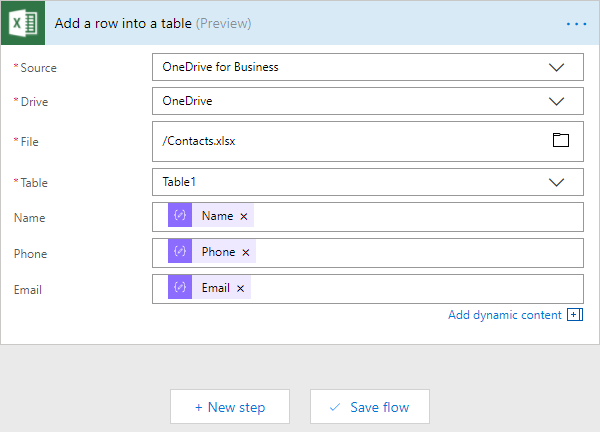 Add a row into a table (Preview)
* Source OneDrive for Business
* Drive OneDrive
* File /Contacts.xlsx
* Table Table1
Name Name ×
Phone Phone ×
Email Email ×
Add dynamic content
+ New step Save flow